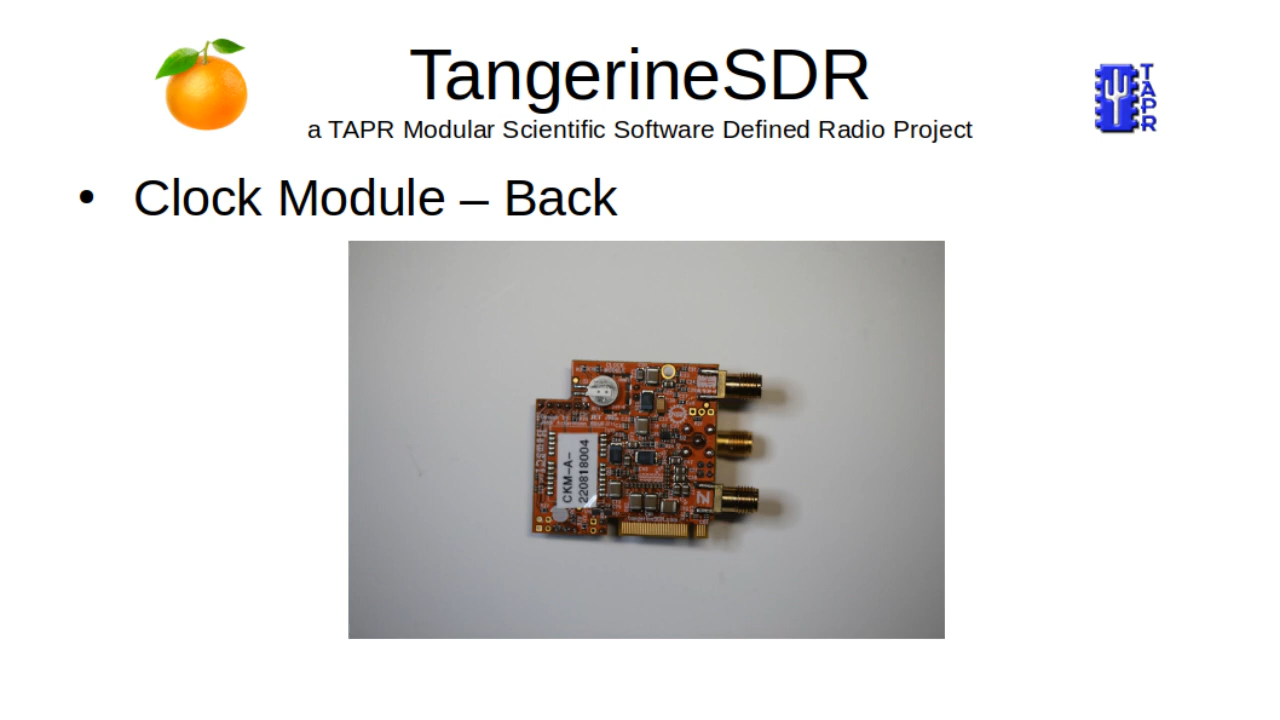 TangerineSDR
a TAPR Modular Scientific Software Defined Radio Project
TAPR
• Clock Module – Back
CKM-A-
220818004